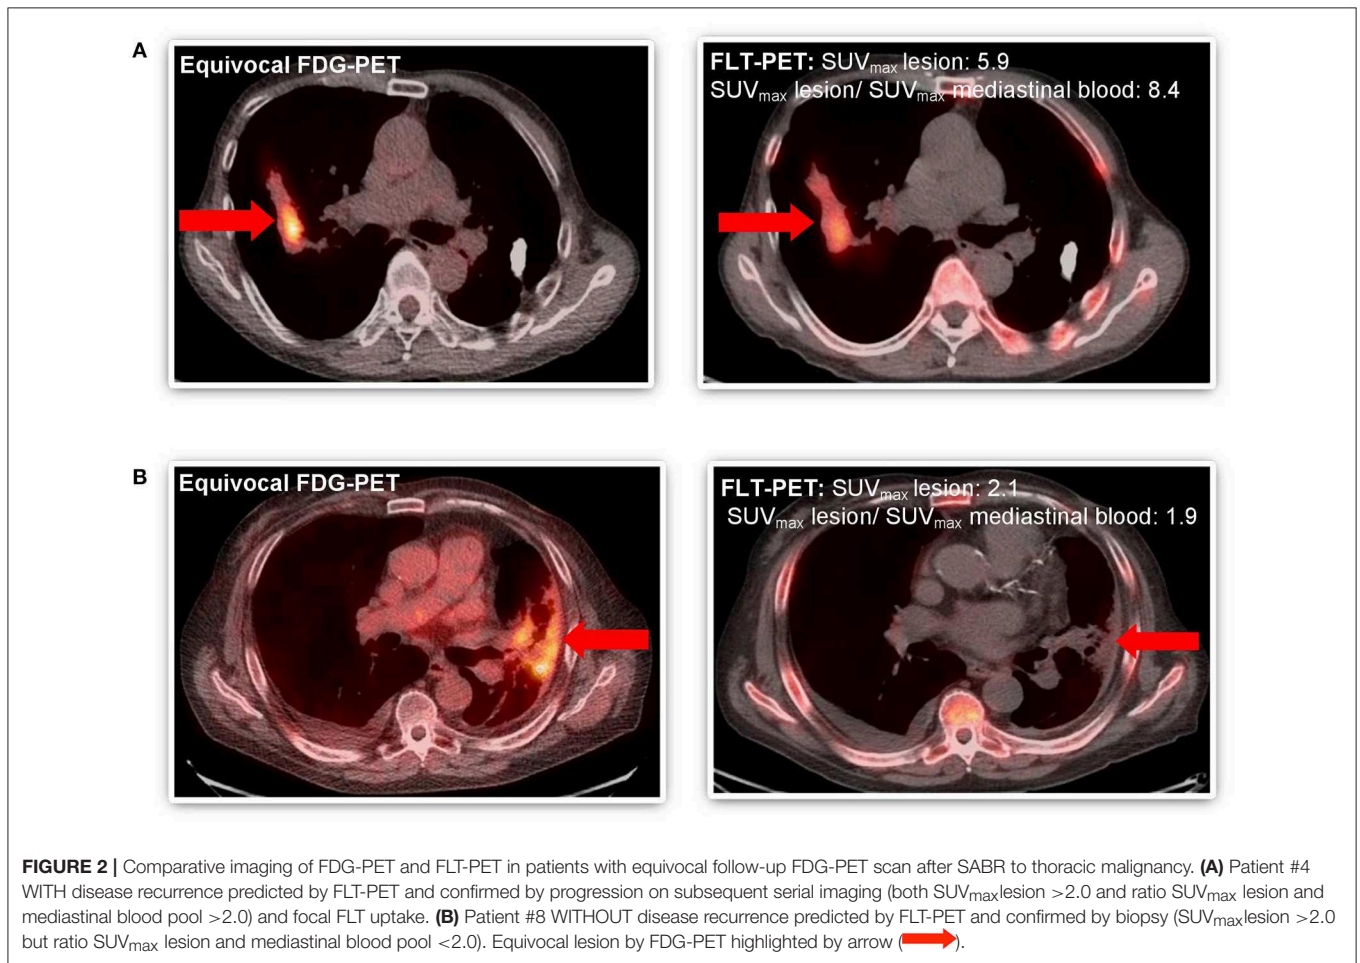 A
Equivocal FDG-PET
FLT-PET: SUVmax lesion: 5.9
SUVmax lesion/ SUVmax mediastinal blood: 8.4
B
Equivocal FDG-PET
FLT-PET: SUVmax lesion: 2.1
SUVmax lesion/ SUVmax mediastinal blood: 1.9
FIGURE 2 | Comparative imaging of FDG-PET and FLT-PET in patients with equivocal follow-up FDG-PET scan after SABR to thoracic malignancy. (A) Patient #4
WITH disease recurrence predicted by FLT-PET and confirmed by progression on subsequent serial imaging (both SUVmaxlesion >2.0 and ratio SUVmax lesion and
mediastinal blood pool >2.0) and focal FLT uptake. (B) Patient #8 WITHOUT disease recurrence predicted by FLT-PET and confirmed by biopsy (SUVmaxlesion >2.0
but ratio SUVmax lesion and mediastinal blood pool <2.0). Equivocal lesion by FDG-PET highlighted by arrow ( ).